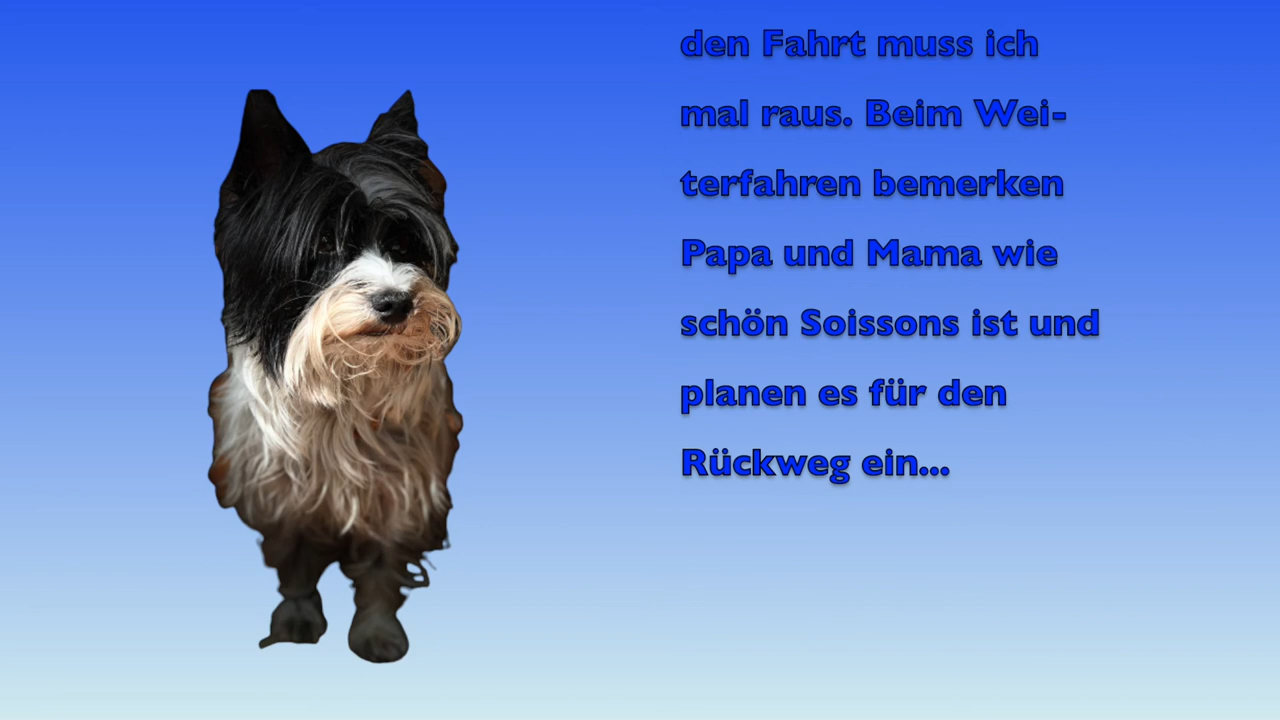 den Fahrt muss ich
mal raus. Beim Wei-
terfahren bemerken
Papa und Mama wie
schön Soissons ist und
planen es für den
Rückweg ein...